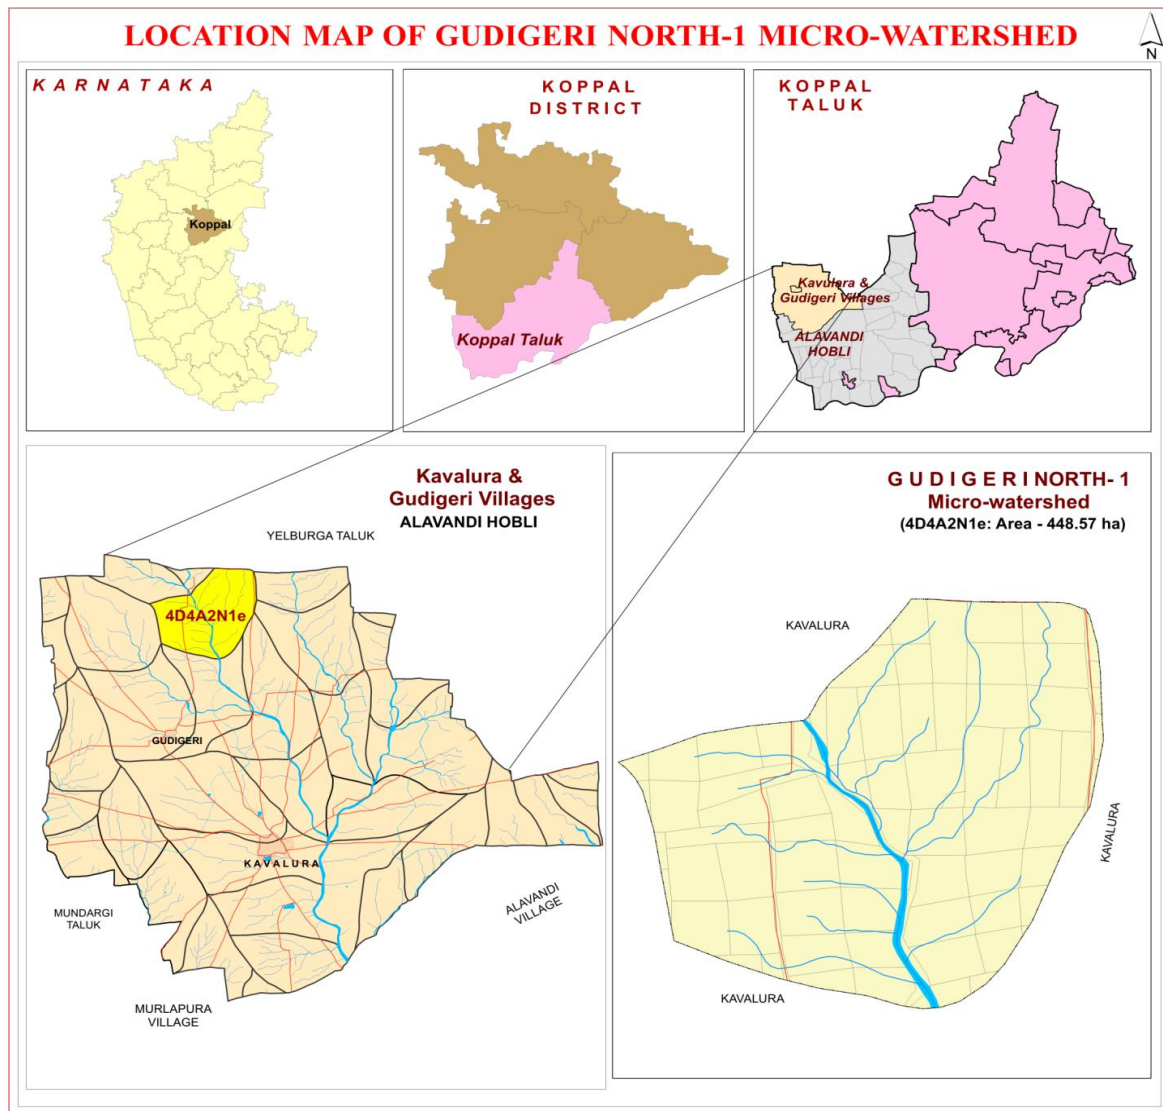 LOCATION MAP OF GUDIGERI NORTH-1 MICRO-WATERSHED
N
KARNATAKA
Koppal
KOPPAL
DISTRICT
Koppal Taluk
KOPPAL
TALUK
Kavulara &
Gudigeri Villages
ALAVANDI
HOBLI
Kavalura &
Gudigeri Villages
ALAVANDI HOBLI
YELBURGA TALUK
4D4A2N1e
GUDIGERI
KAVALURA
MUNDARGI
TALUK
ALAVANDI
VILLAGE
MURLAPURA
VILLAGE
GUDIGERI NORTH- 1
Micro-watershed
(4D4A2N1e: Area - 448.57 ha)
KAVALURA
KAVALURA
KAVALURA